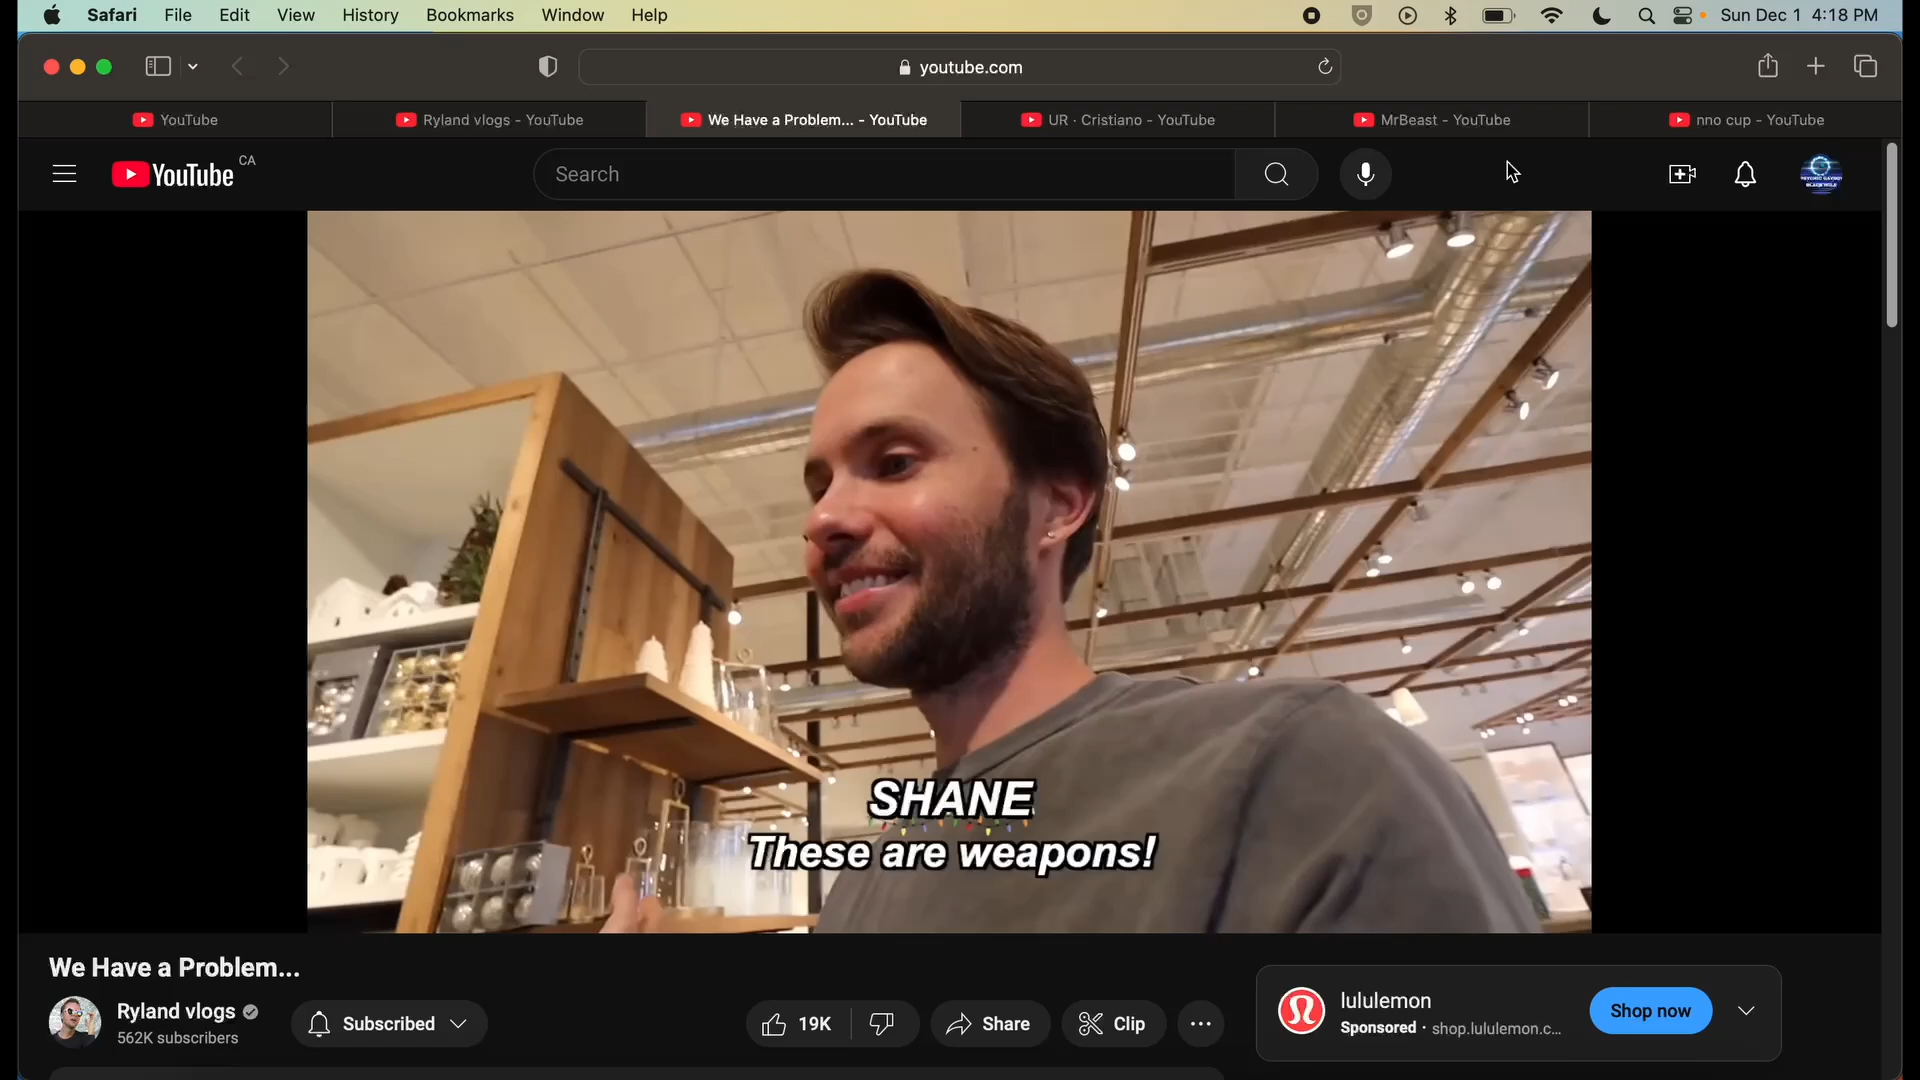 Safari File Edit View History Bookmarks Window Help Sun Dec 1 4:18 PM
youtube.com
YouTube
Ryland vlogs - YouTube
We Have a Problem... - YouTube
UR · Cristiano - YouTube
MrBeast - YouTube
nno cup - YouTube
YouTube CA
Search
SHANE
These are weapons!
We Have a Problem...
Ryland vlogs
562K subscribers
Subscribed
19K
Share
Clip
lululemon
Sponsored · shop.lululemon.c...
Shop now